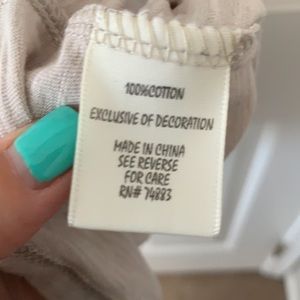 100%COTTON
EXCLUSIVE OF DECORATION
MADE IN CHINA
SEE REVERSE
FOR CARE
RN# 74883